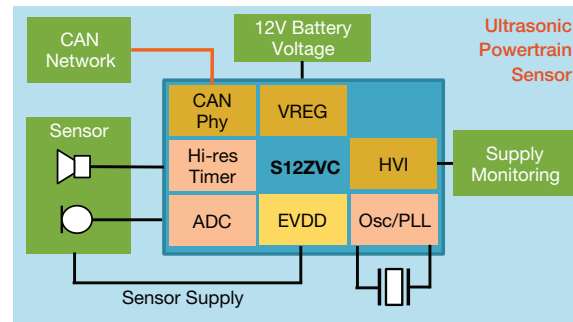 CAN
Network
12V Battery
Voltage
Ultrasonic
Powertrain
Sensor
CAN
Phy
VREG
Sensor
Hi-res
Timer
S12ZVC
HVI
Supply
Monitoring
ADC
EVDD
Osc/PLL
Sensor Supply